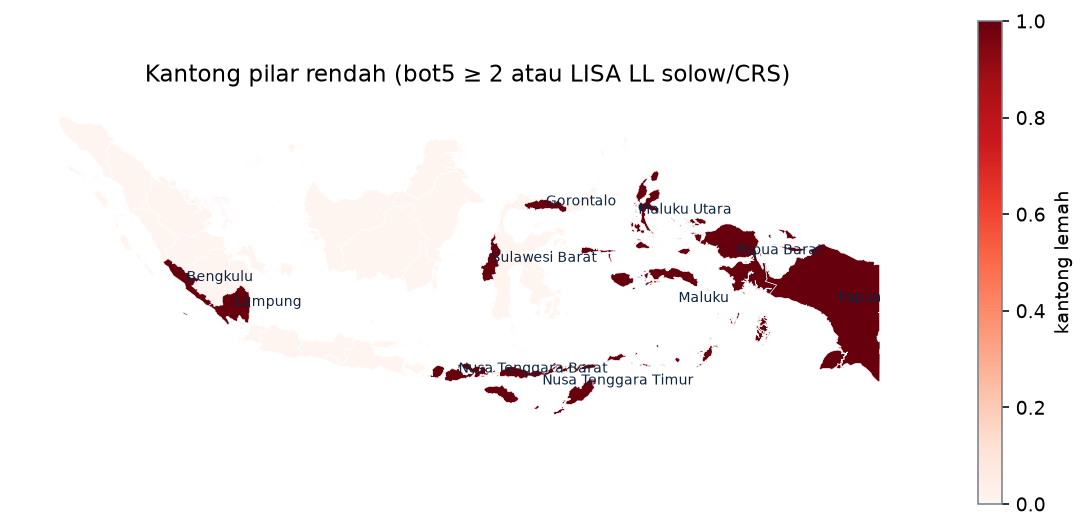 Kantong pilar rendah (bot5 ≥ 2 atau LISA LL solow/CRS)
Gorontalo
Maluku Utara
Sulawesi Barat
Papua Barat
Bengkulu
Lampung
Maluku
Papua
Nusa Tenggara Barat
Nusa Tenggara Timur
1.0
0.8
0.6
0.4
0.2
0.0
kantong lemah